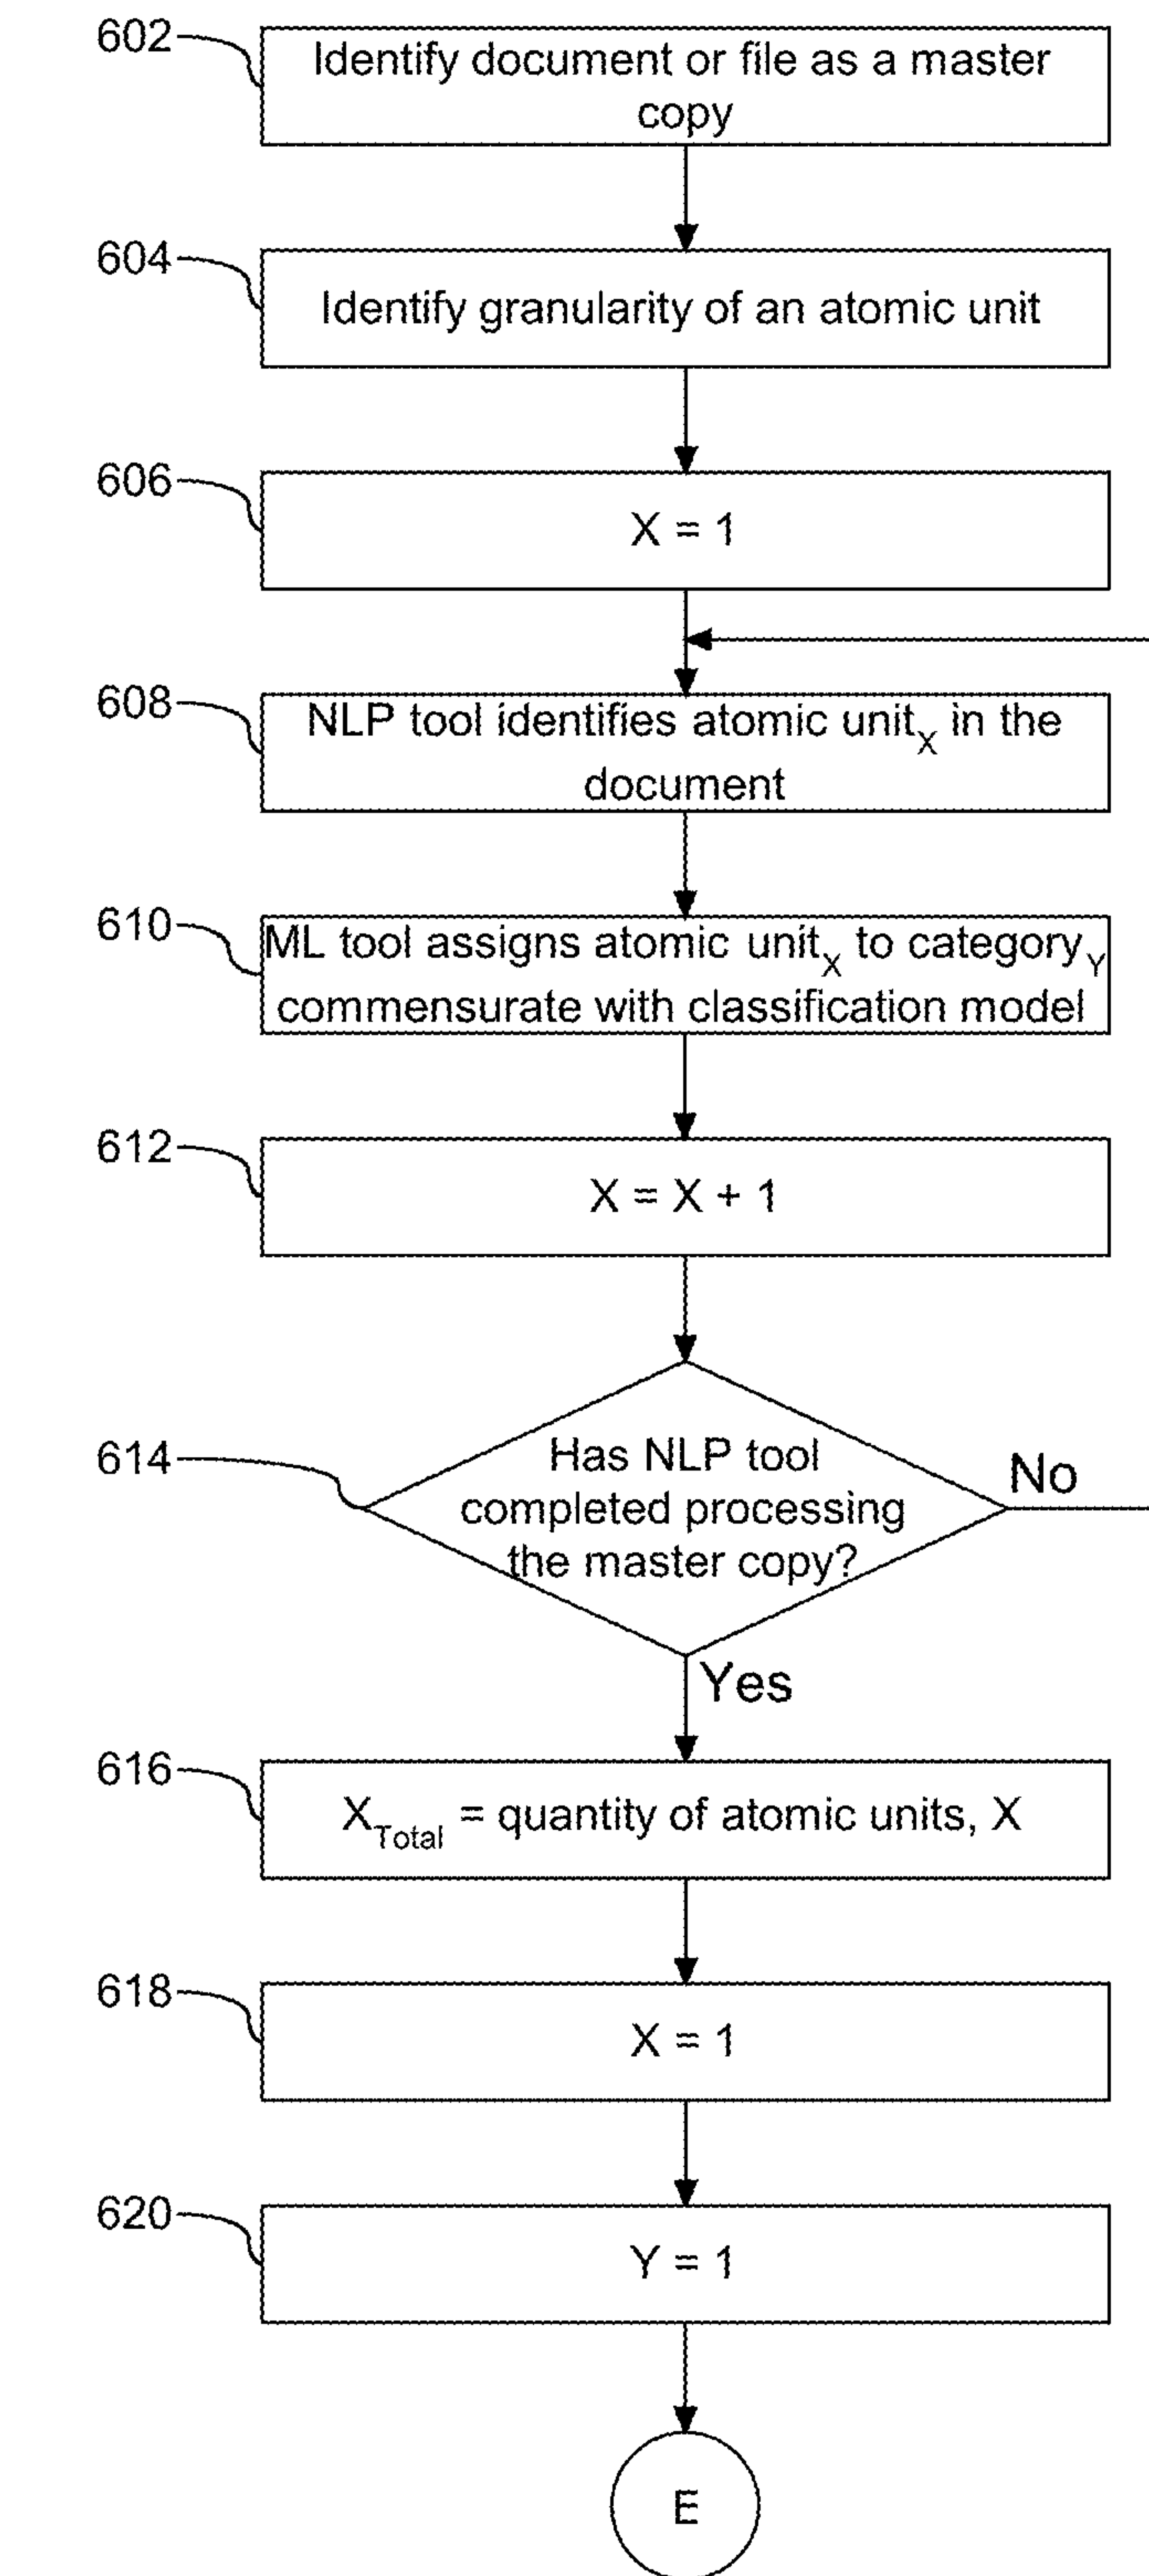 602
Identify document or file as a master
copy
604
Identify granularity of an atomic unit
606
X = 1
608
NLP tool identifies atomic unitX in the
document
610
ML tool assigns atomic unitX to categoryY
commensurate with classification model
612
X = X + 1
614
Has NLP tool
completed processing
the master copy?
No
Yes
616
XTotal = quantity of atomic units, X
618
X = 1
620
Y = 1
E